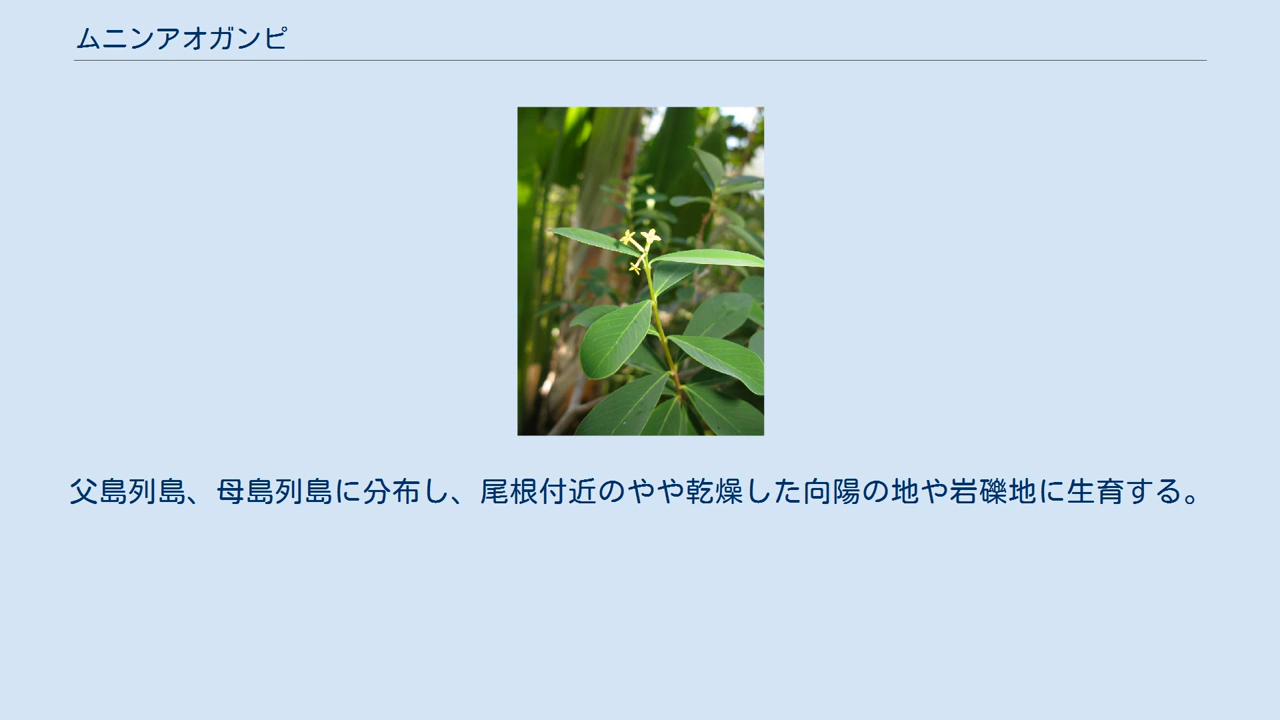 ムニンアオガンピ
父島列島、母島列島に分布し、尾根付近のやや乾燥した向陽の地や岩礫地に生育する。